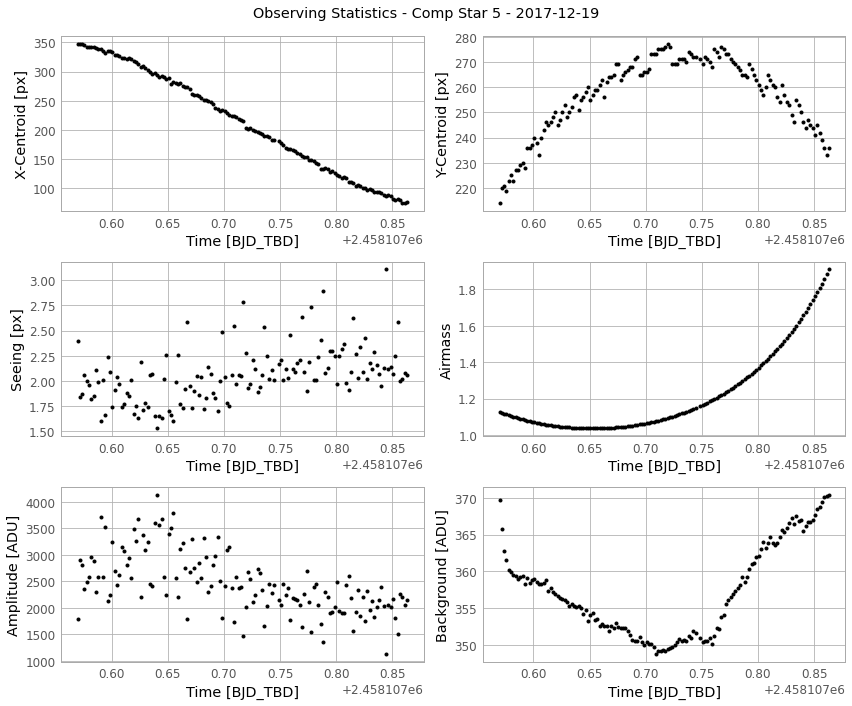 Observing Statistics - Comp Star 5 - 2017-12-19
X-Centroid [px]
350
300
250
200
150
100
0.60 0.65 0.70 0.75 0.80 0.85
Time [BJD_TBD]
+2.458107e6
Y-Centroid [px]
280
270
260
250
240
230
220
0.60 0.65 0.70 0.75 0.80 0.85
Time [BJD_TBD]
+2.458107e6
Seeing [px]
3.00
2.75
2.50
2.25
2.00
1.75
1.50
0.60 0.65 0.70 0.75 0.80 0.85
Time [BJD_TBD]
+2.458107e6
Airmass
1.8
1.6
1.4
1.2
1.0
0.60 0.65 0.70 0.75 0.80 0.85
Time [BJD_TBD]
+2.458107e6
Amplitude [ADU]
4000
3500
3000
2500
2000
1500
1000
0.60 0.65 0.70 0.75 0.80 0.85
Time [BJD_TBD]
+2.458107e6
Background [ADU]
370
365
360
355
350
0.60 0.65 0.70 0.75 0.80 0.85
Time [BJD_TBD]
+2.458107e6